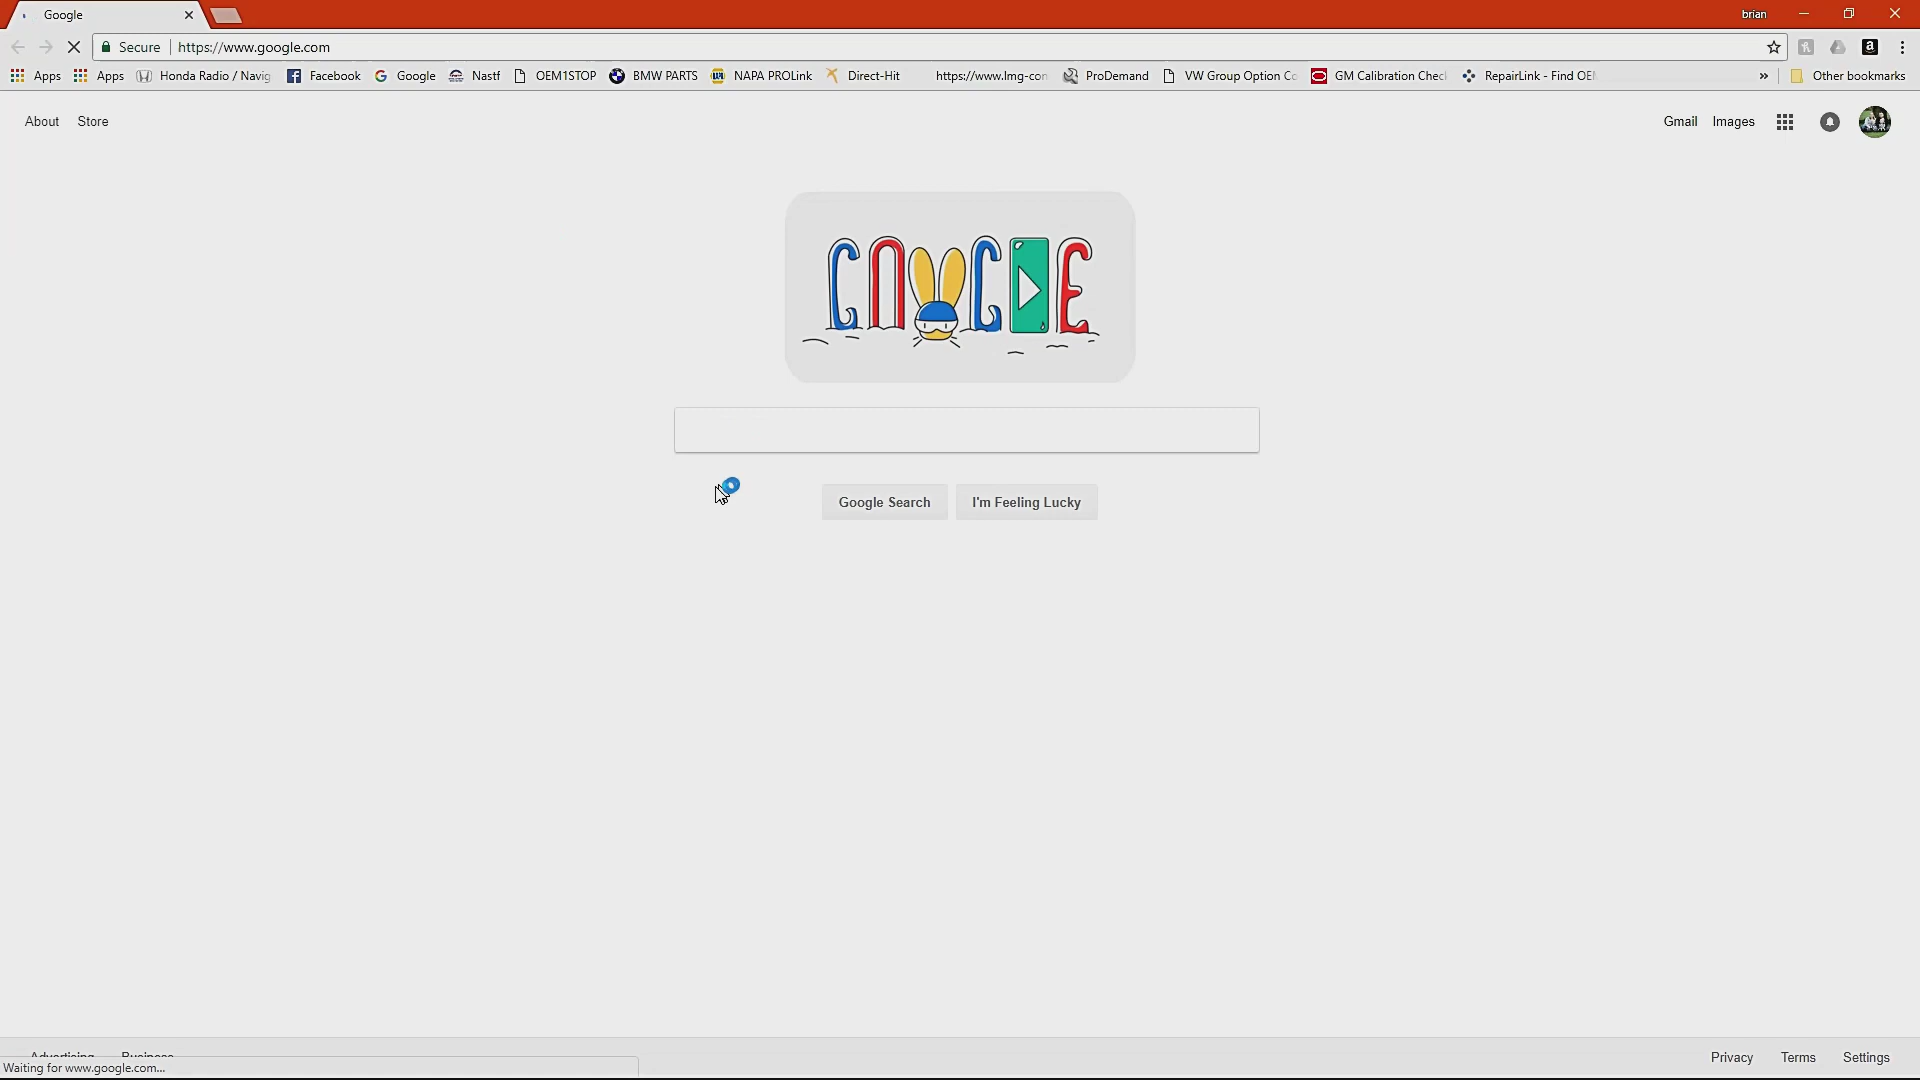 Google
brian
Secure
https://www.google.com
Apps
Apps
Honda Radio / Navig
Facebook
Google
Nastf
OEM1STOP
BMW PARTS
NAPA PROLink
Direct-Hit
https://www.lmg-con
ProDemand
VW Group Option Co
GM Calibration Chec
RepairLink - Find OE
»
Other bookmarks
About
Store
Gmail
Images
Google Search
I'm Feeling Lucky
Advertising
Business
Privacy
Terms
Settings
Waiting for www.google.com...